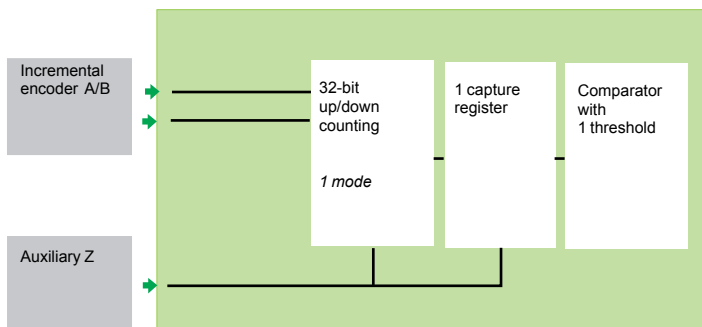 Incremental
encoder A/B
32-bit
up/down
counting
1 mode
1 capture
register
Comparator
with
1 threshold
Auxiliary Z